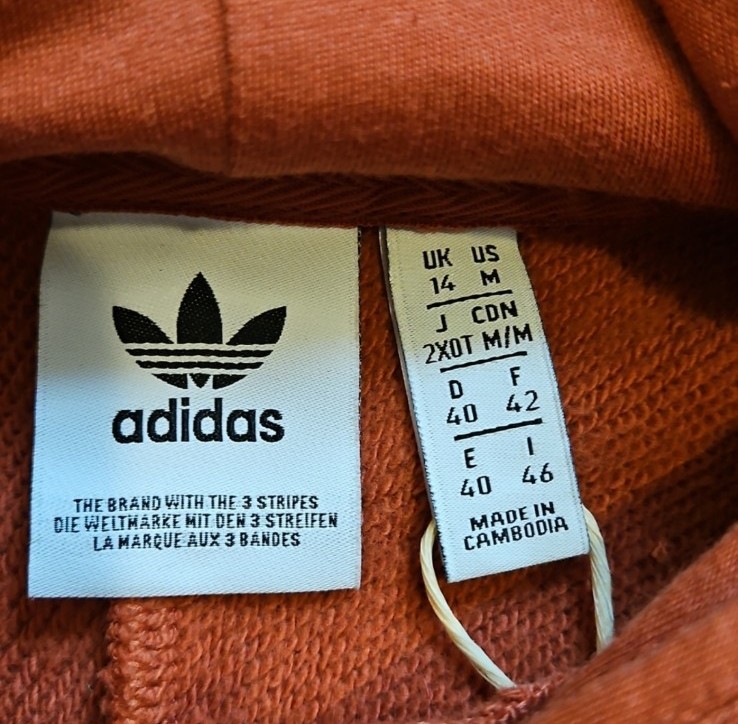 adidas
THE BRAND WITH THE 3 STRIPES
DIE WELTMARKE MIT DEN 3 STREIFEN
LA MARQUE AUX 3 BANDES
UK US
14 M
J CDN
2XOT M/M
D F
40 42
E I
40 46
MADE IN
CAMBODIA